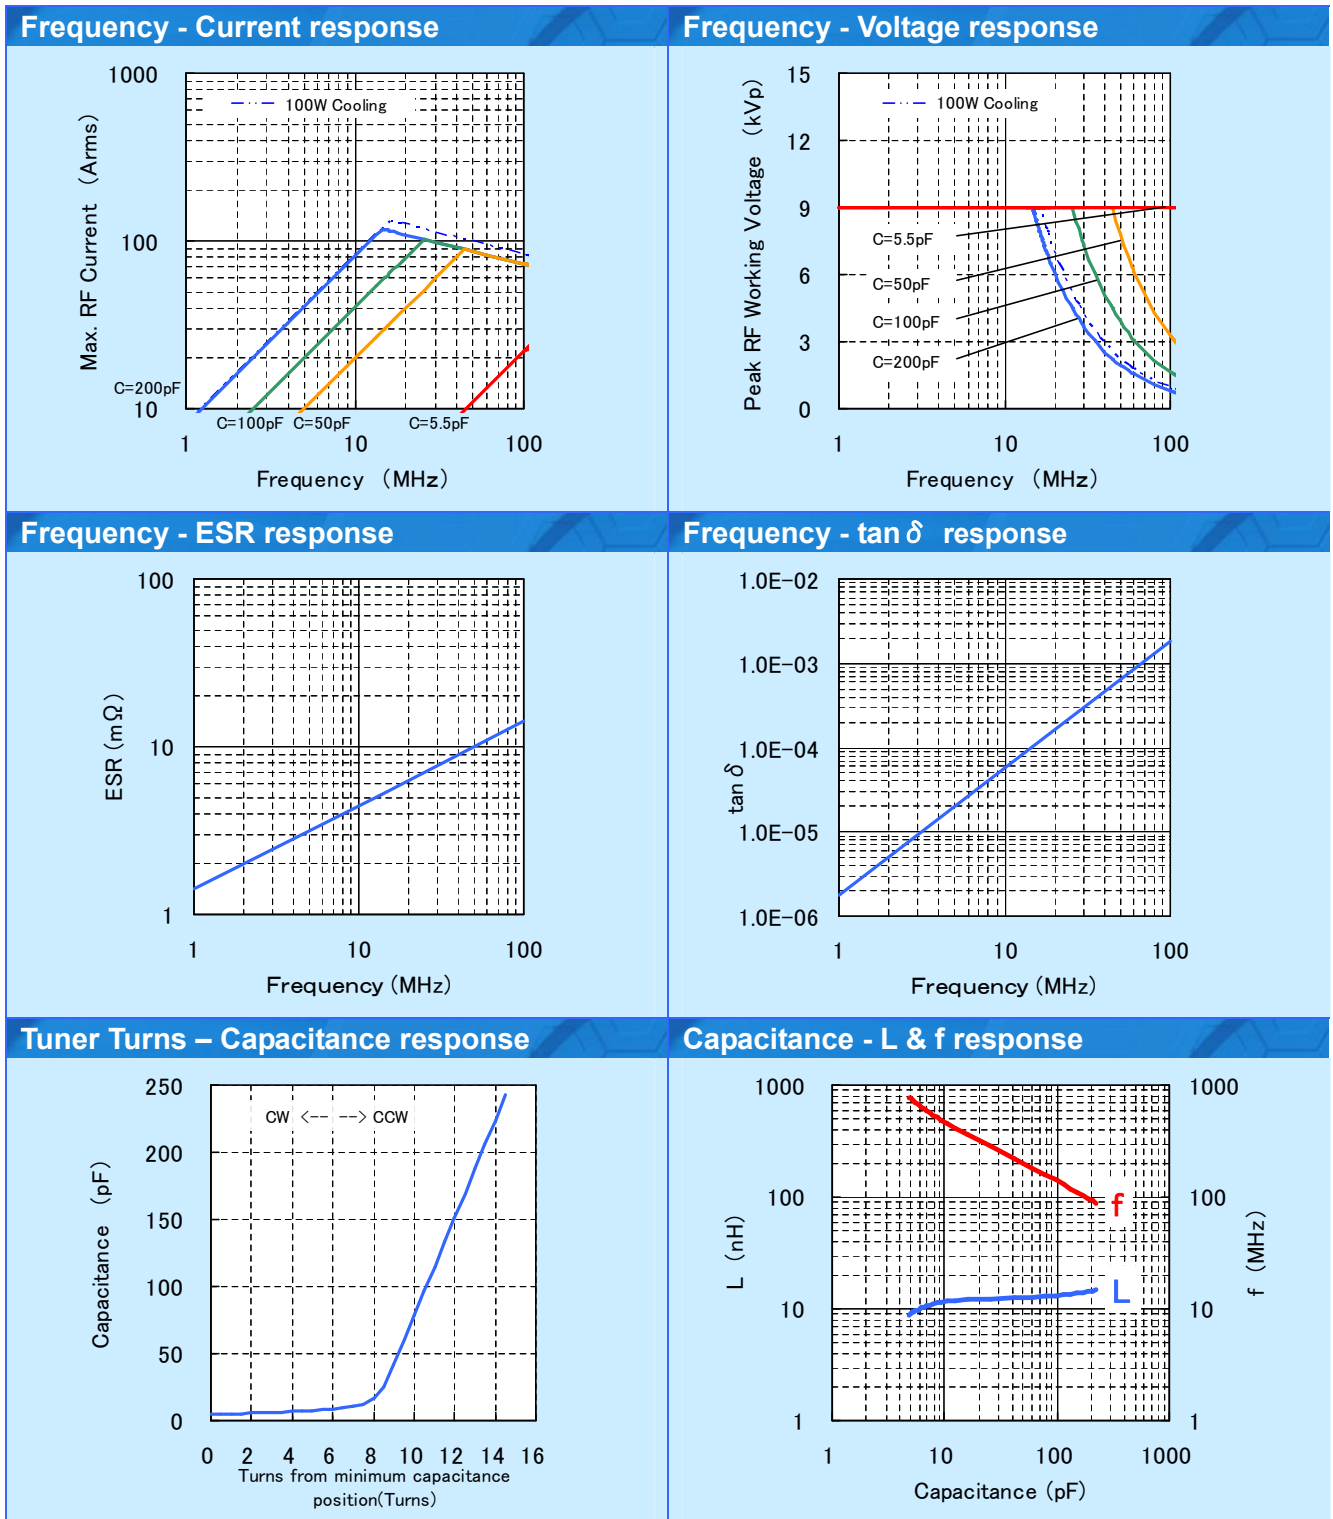 Frequency - Current response
1000
100
10
Max. RF Current (Arms)
100W Cooling
C=200pF
C=100pF C=50pF C=5.5pF
1 10 100
Frequency (MHz)
Frequency - Voltage response
15
12
9
6
3
0
Peak RF Working Voltage (kVp)
100W Cooling
C=5.5pF
C=50pF
C=100pF
C=200pF
1 10 100
Frequency (MHz)
Frequency - ESR response
100
10
1
ESR (mΩ)
1 10 100
Frequency (MHz)
Frequency - tanδ response
1.0E-02
1.0E-03
1.0E-04
1.0E-05
1.0E-06
tanδ
1 10 100
Frequency (MHz)
Tuner Turns – Capacitance response
250
200
150
100
50
0
Capacitance (pF)
CW <-- --> CCW
0 2 4 6 8 10 12 14 16
Turns from minimum capacitance
position(Turns)
Capacitance - L & f response
1000
100
10
1
L (nH)
f
L
1000
100
10
1
f (MHz)
1 10 100 1000
Capacitance (pF)